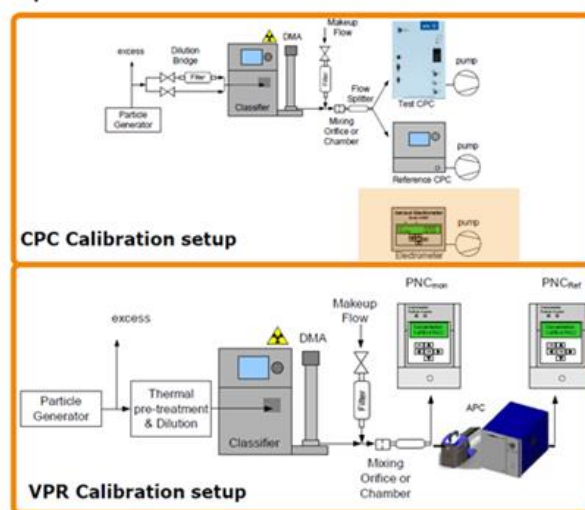 excess
Dilution
Bridge
Filter
Particle
Generator
Classifier
DMA
Makeup
Flow
Filter
Mixing
Orifice or
Chamber
Flow
Splitter
Test CPC
pump
Reference CPC
pump
Electrometer
pump
CPC Calibration setup
excess
Particle
Generator
Thermal
pre-treatment
& Dilution
Classifier
DMA
Makeup
Flow
Filter
Mixing
Orifice or
Chamber
PNCmon
APC
PNCRef
VPR Calibration setup